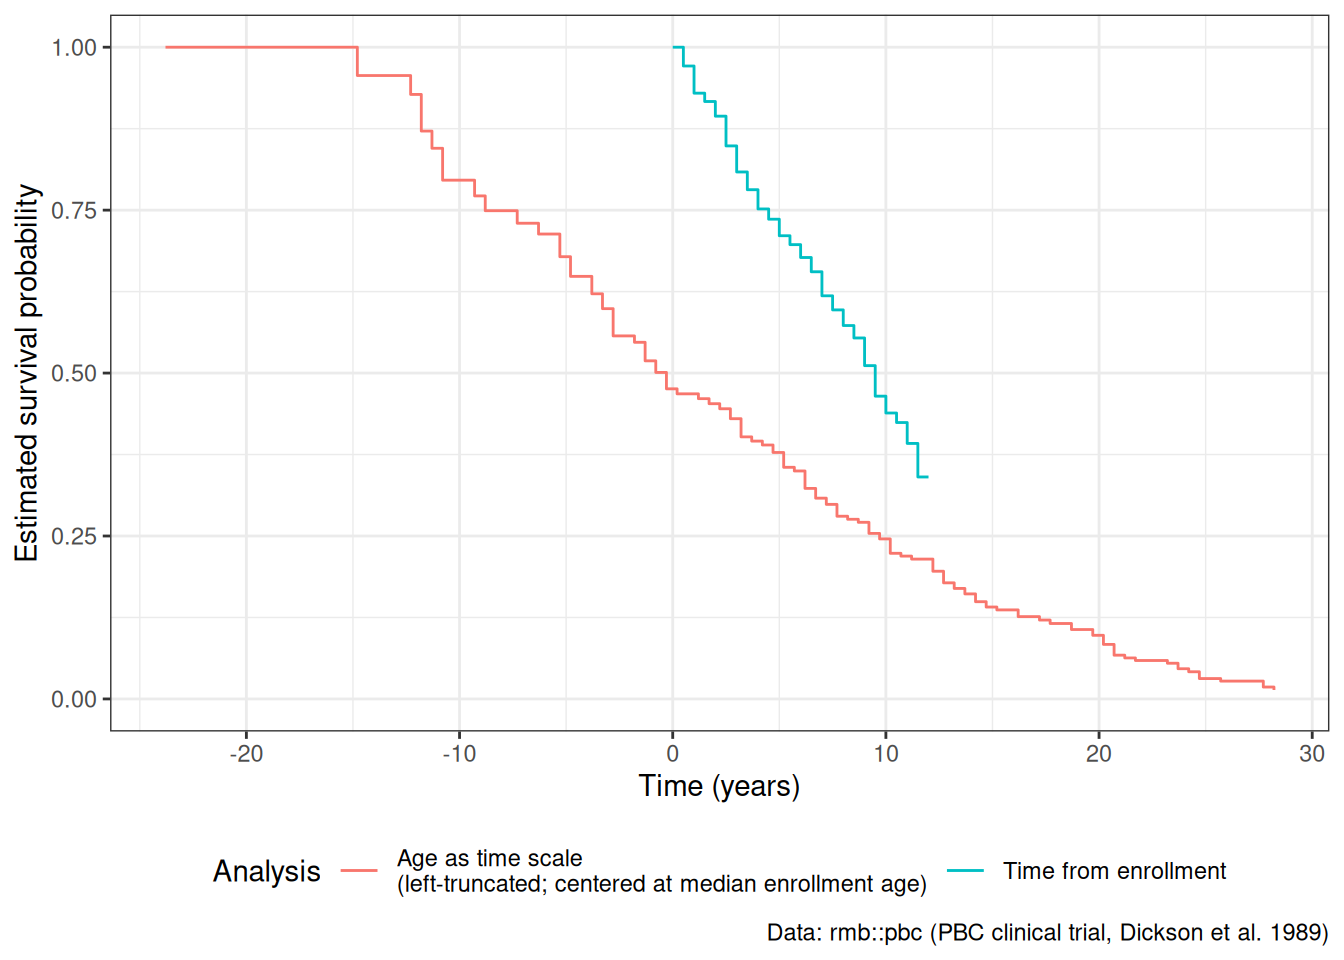 Estimated survival probability
1.00
0.75
0.50
0.25
0.00
-20 -10 0 10 20 30
Time (years)
Analysis
Age as time scale
(left-truncated; centered at median enrollment age)
Time from enrollment
Data: rmb::pbc (PBC clinical trial, Dickson et al. 1989)